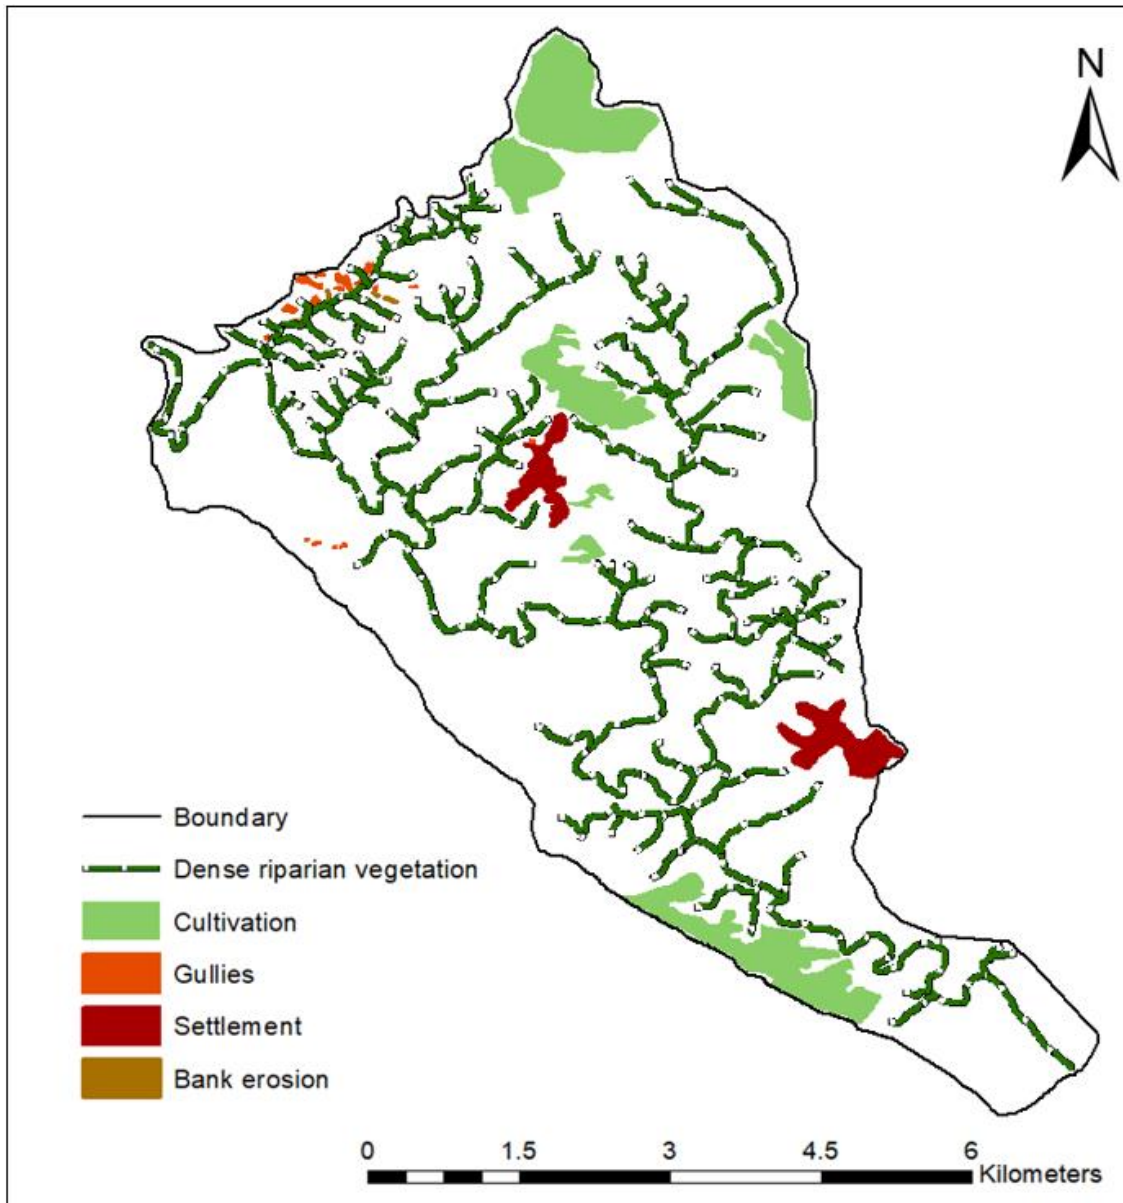 N
Boundary
Dense riparian vegetation
Cultivation
Gullies
Settlement
Bank erosion
0 1.5 3 4.5 6
Kilometers